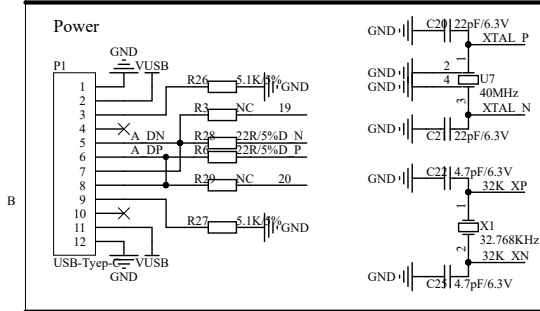 Power
GND
VUSB
P1
1
2
3
4
5
6
7
8
9
10
11
12
USB-Tyep-C
VUSB
GND
A_DN
A_DP
R26 5.1K/5% GND
R3 NC 19
R28 22R/5% D_N
R6 22R/5% D_P
R29 NC 20
R27 5.1K/5% GND
B
GND C20 22pF/6.3V
XTAL_P
1
GND 2
GND 4
U7
40MHz
3
XTAL_N
GND C21 22pF/6.3V
GND C22 4.7pF/6.3V
32K_XP
1
X1
32.768KHz
2
32K_XN
GND C25 4.7pF/6.3V